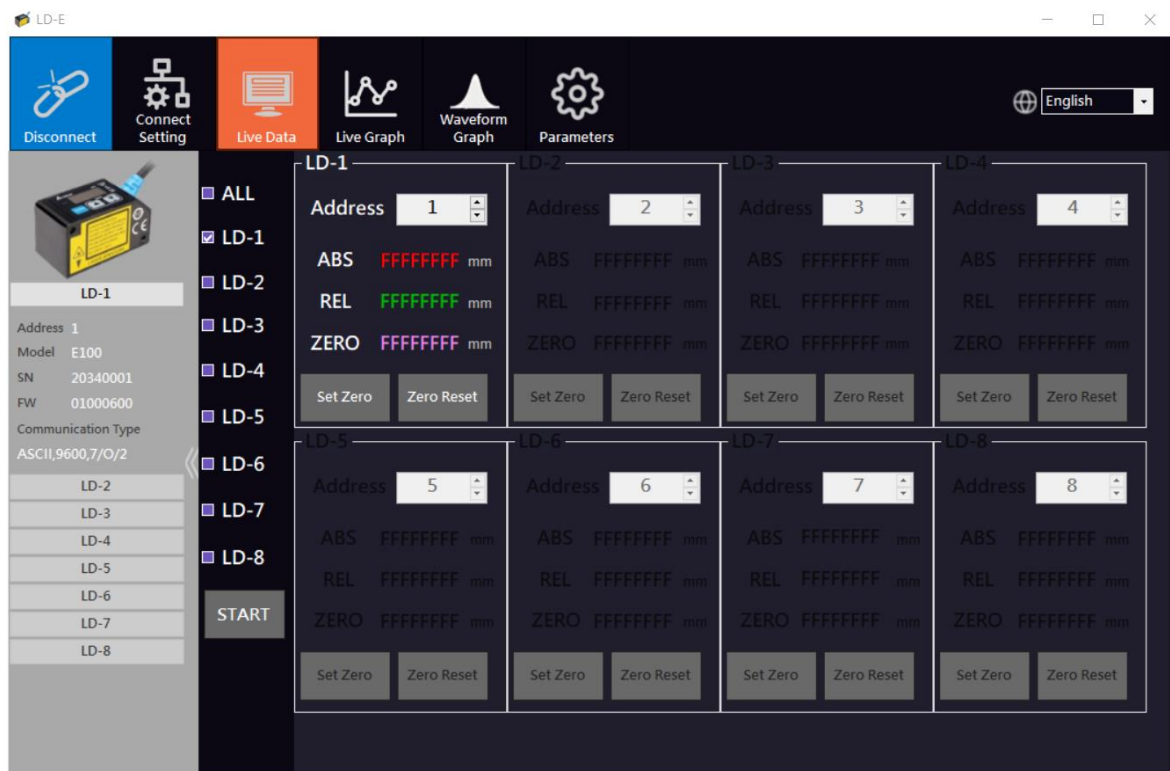 LD-E
Disconnect
Connect
Setting
Live Data
Live Graph
Waveform
Graph
Parameters
English
LD-1
Address 1
Model E100
SN 20340001
FW 01000600
Communication Type
ASCII,9600,7/O/2
LD-2
LD-3
LD-4
LD-5
LD-6
LD-7
LD-8
ALL
LD-1
LD-2
LD-3
LD-4
LD-5
LD-6
LD-7
LD-8
START
LD-1
Address 1
ABS FFFFFFFF mm
REL FFFFFFFF mm
ZERO FFFFFFFF mm
Set Zero Zero Reset
LD-2
Address 2
ABS FFFFFFFF mm
REL FFFFFFFF mm
ZERO FFFFFFFF mm
Set Zero Zero Reset
LD-3
Address 3
ABS FFFFFFFF mm
REL FFFFFFFF mm
ZERO FFFFFFFF mm
Set Zero Zero Reset
LD-4
Address 4
ABS FFFFFFFF mm
REL FFFFFFFF mm
ZERO FFFFFFFF mm
Set Zero Zero Reset
LD-5
Address 5
ABS FFFFFFFF mm
REL FFFFFFFF mm
ZERO FFFFFFFF mm
Set Zero Zero Reset
LD-6
Address 6
ABS FFFFFFFF mm
REL FFFFFFFF mm
ZERO FFFFFFFF mm
Set Zero Zero Reset
LD-7
Address 7
ABS FFFFFFFF mm
REL FFFFFFFF mm
ZERO FFFFFFFF mm
Set Zero Zero Reset
LD-8
Address 8
ABS FFFFFFFF mm
REL FFFFFFFF mm
ZERO FFFFFFFF mm
Set Zero Zero Reset